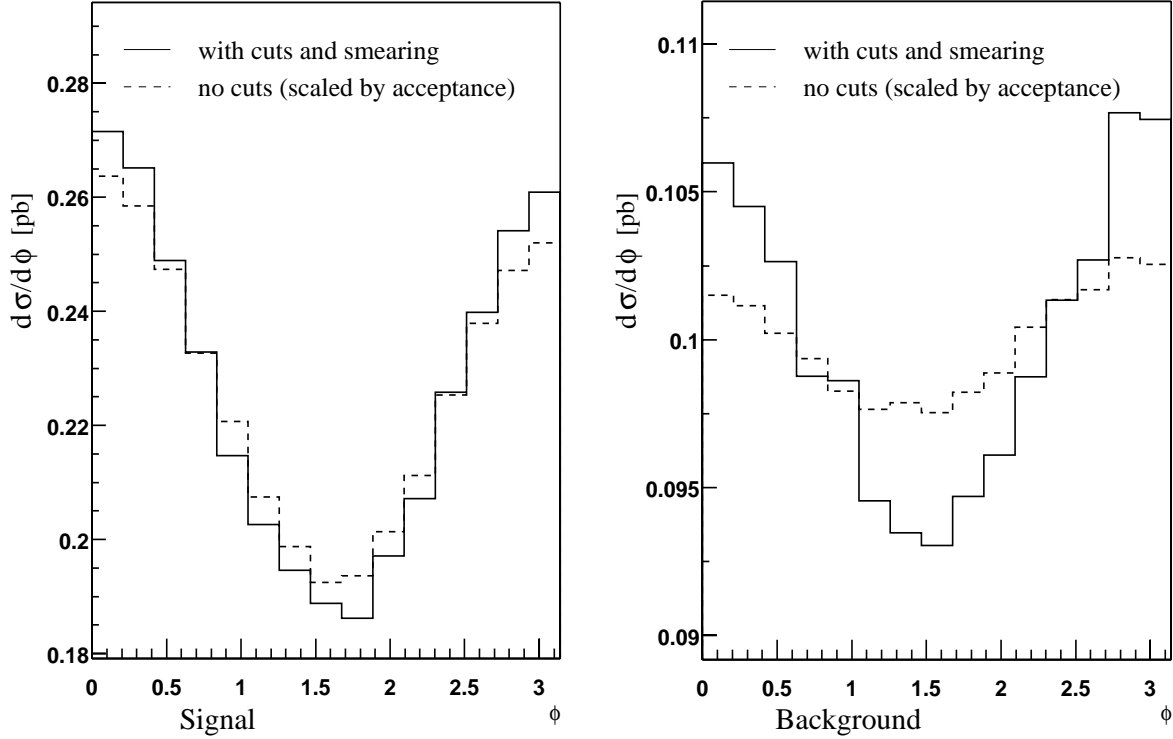 with cuts and smearing
no cuts (scaled by acceptance)
0.28
0.26
0.24
0.22
0.2
0.18
dσ/dϕ [pb]
0 0.5 1 1.5 2 2.5 3
Signal
ϕ
with cuts and smearing
no cuts (scaled by acceptance)
0.11
0.105
0.1
0.095
0.09
dσ/dϕ [pb]
0 0.5 1 1.5 2 2.5 3
Background
ϕ